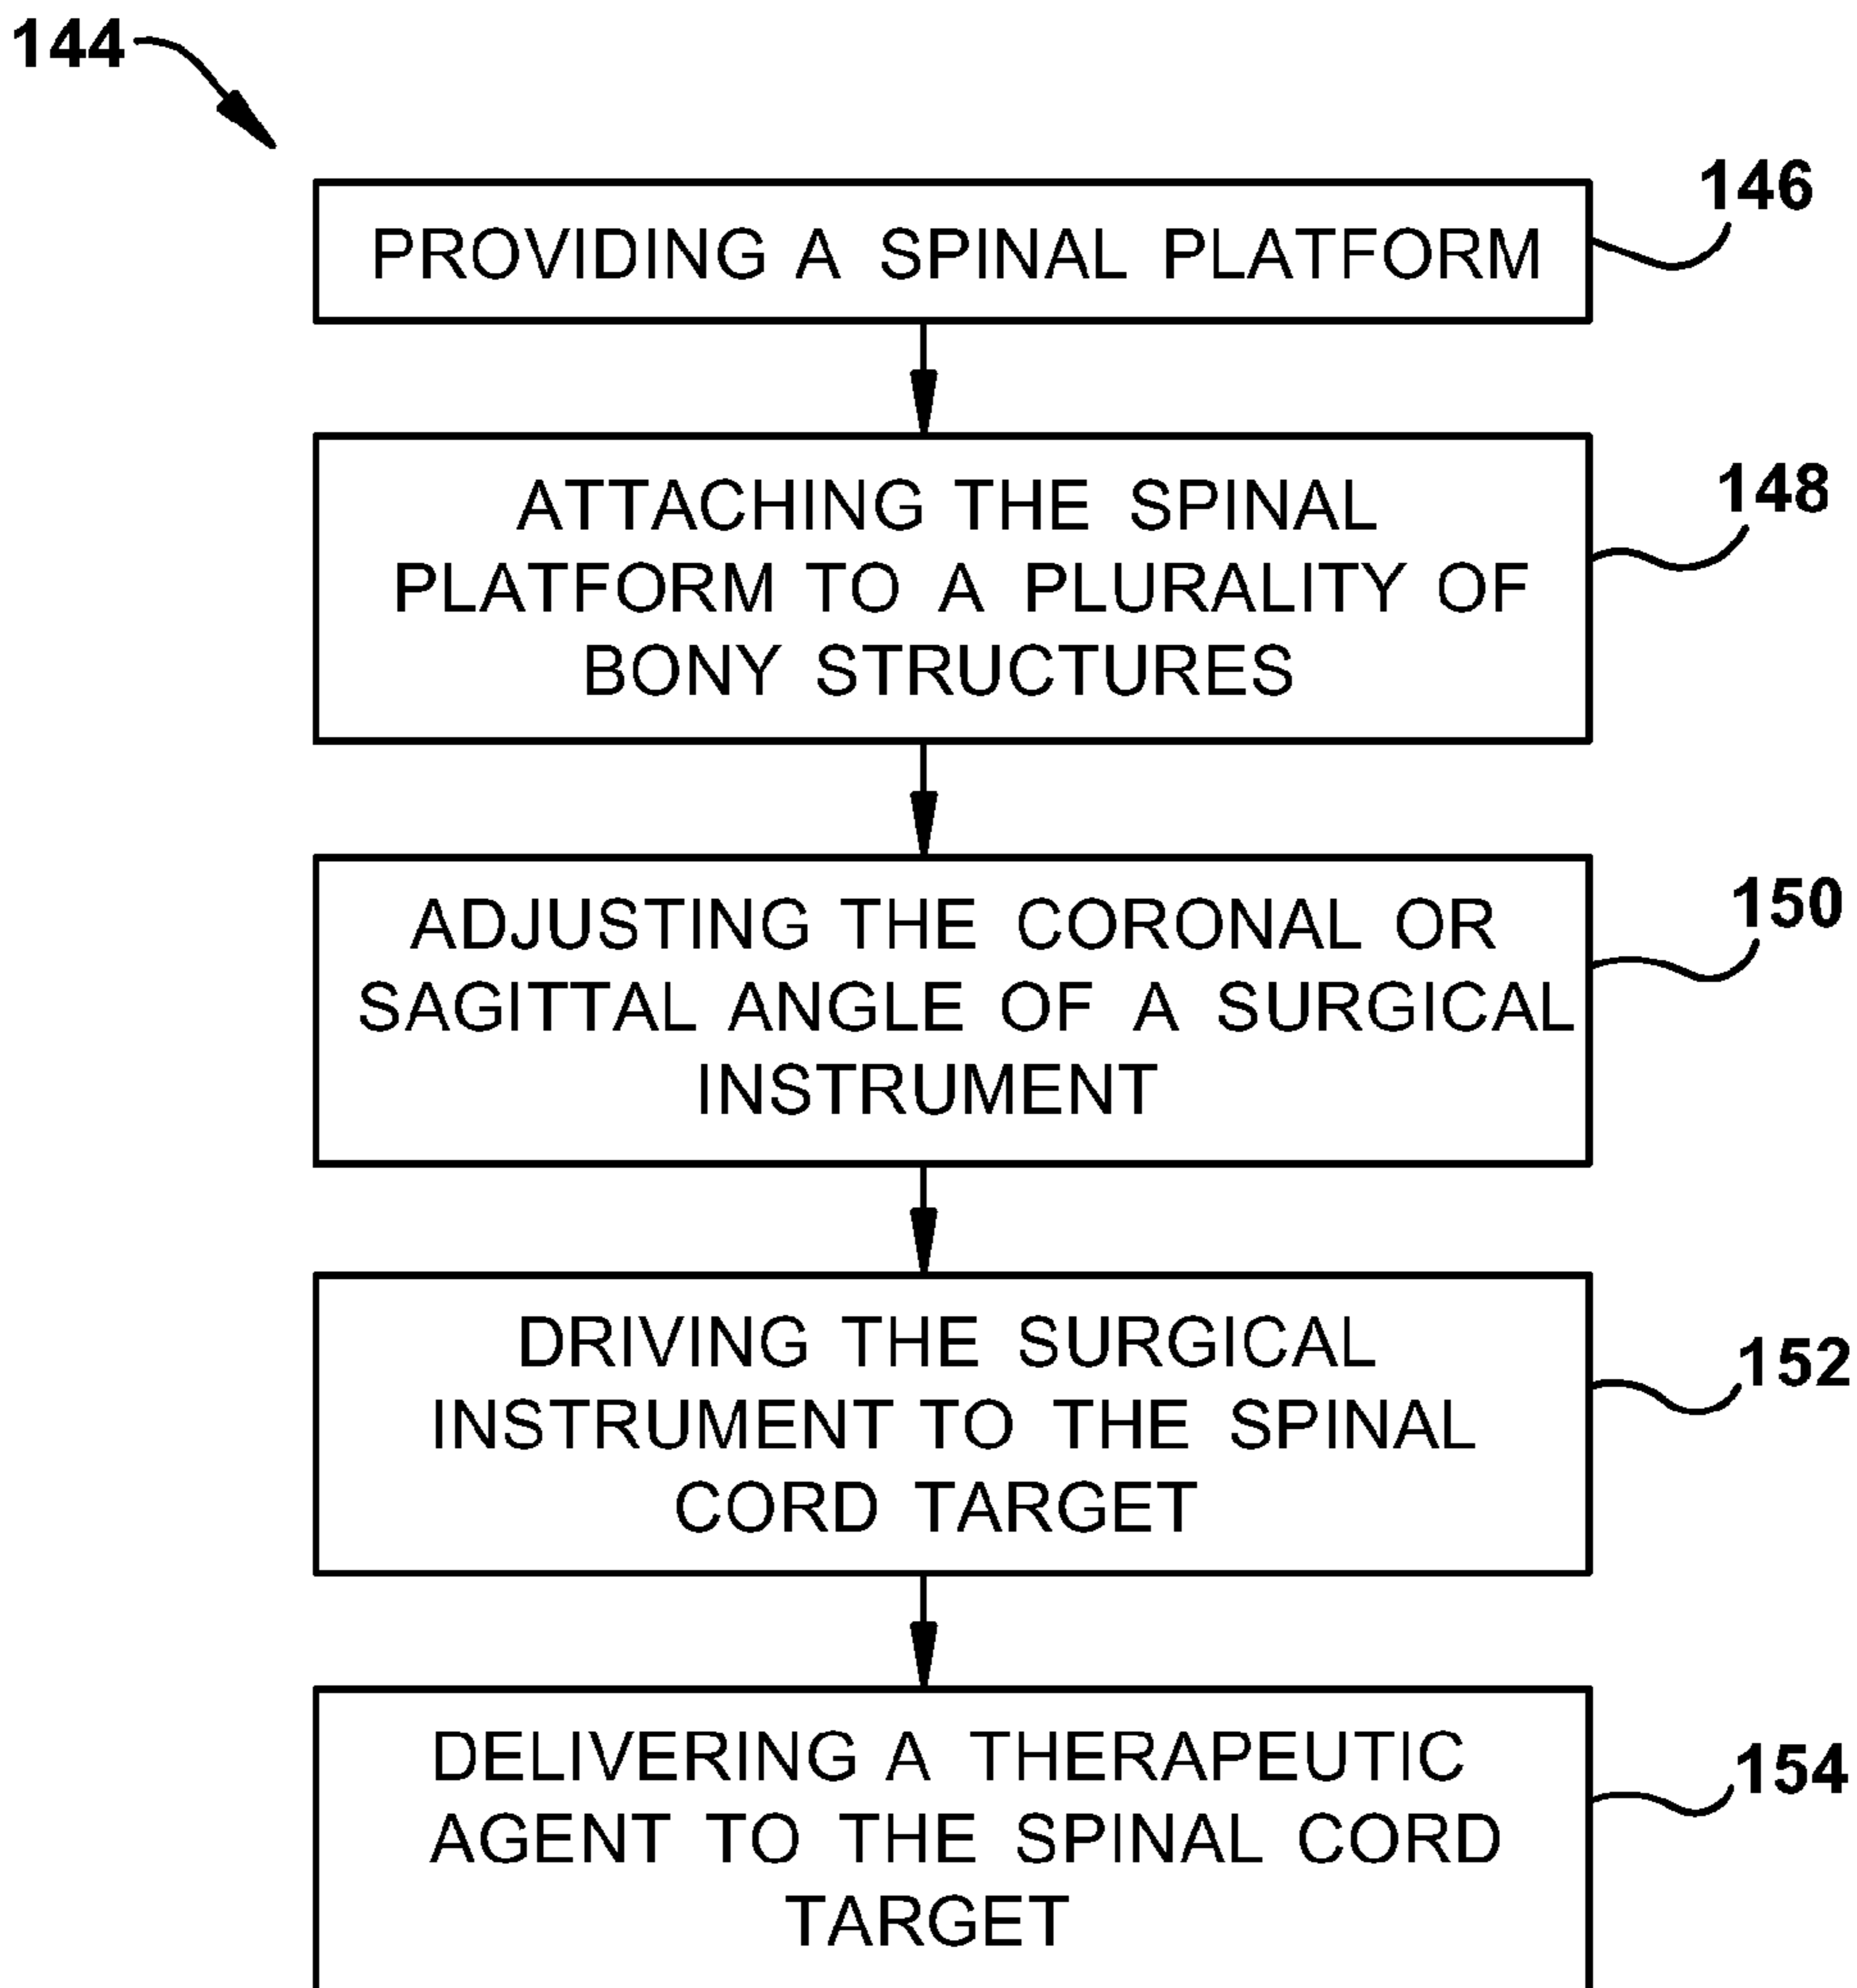 144
146
PROVIDING A SPINAL PLATFORM
148
ATTACHING THE SPINAL
PLATFORM TO A PLURALITY OF
BONY STRUCTURES
150
ADJUSTING THE CORONAL OR
SAGITTAL ANGLE OF A SURGICAL
INSTRUMENT
152
DRIVING THE SURGICAL
INSTRUMENT TO THE SPINAL
CORD TARGET
154
DELIVERING A THERAPEUTIC
AGENT TO THE SPINAL CORD
TARGET